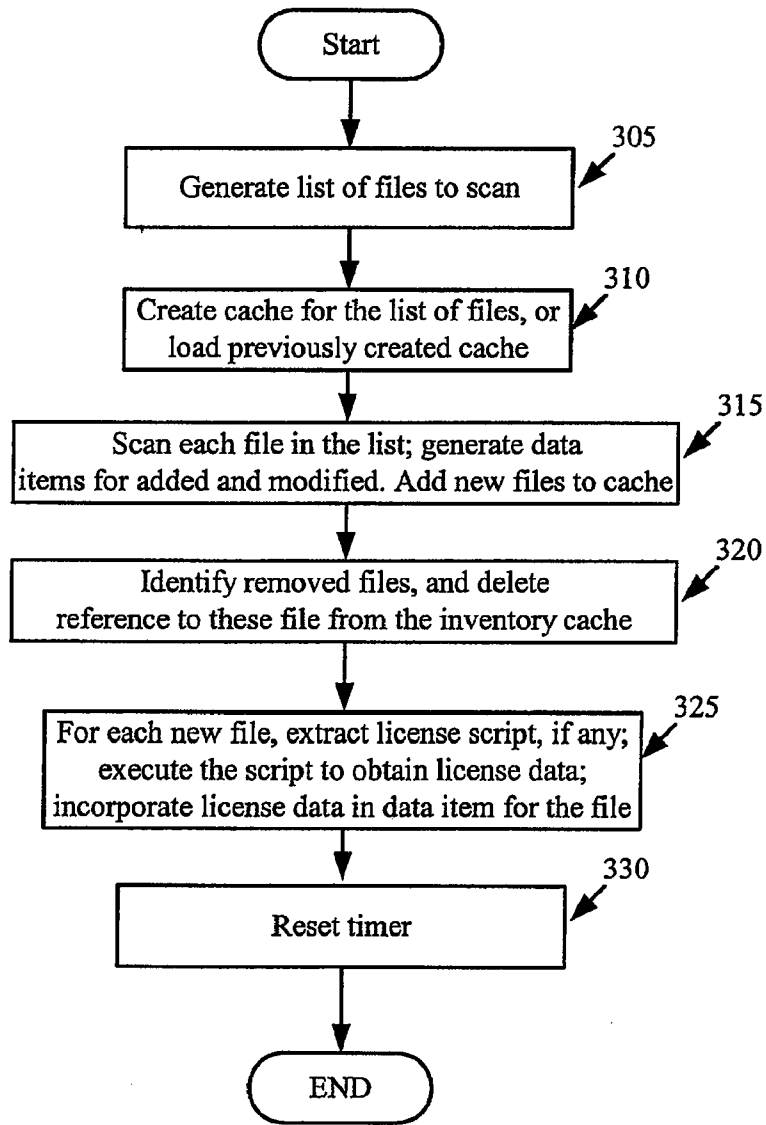 Start
305
Generate list of files to scan
310
Create cache for the list of files, or
load previously created cache
315
Scan each file in the list; generate data
items for added and modified. Add new files to cache
320
Identify removed files, and delete
reference to these file from the inventory cache
325
For each new file, extract license script, if any;
execute the script to obtain license data;
incorporate license data in data item for the file
330
Reset timer
END